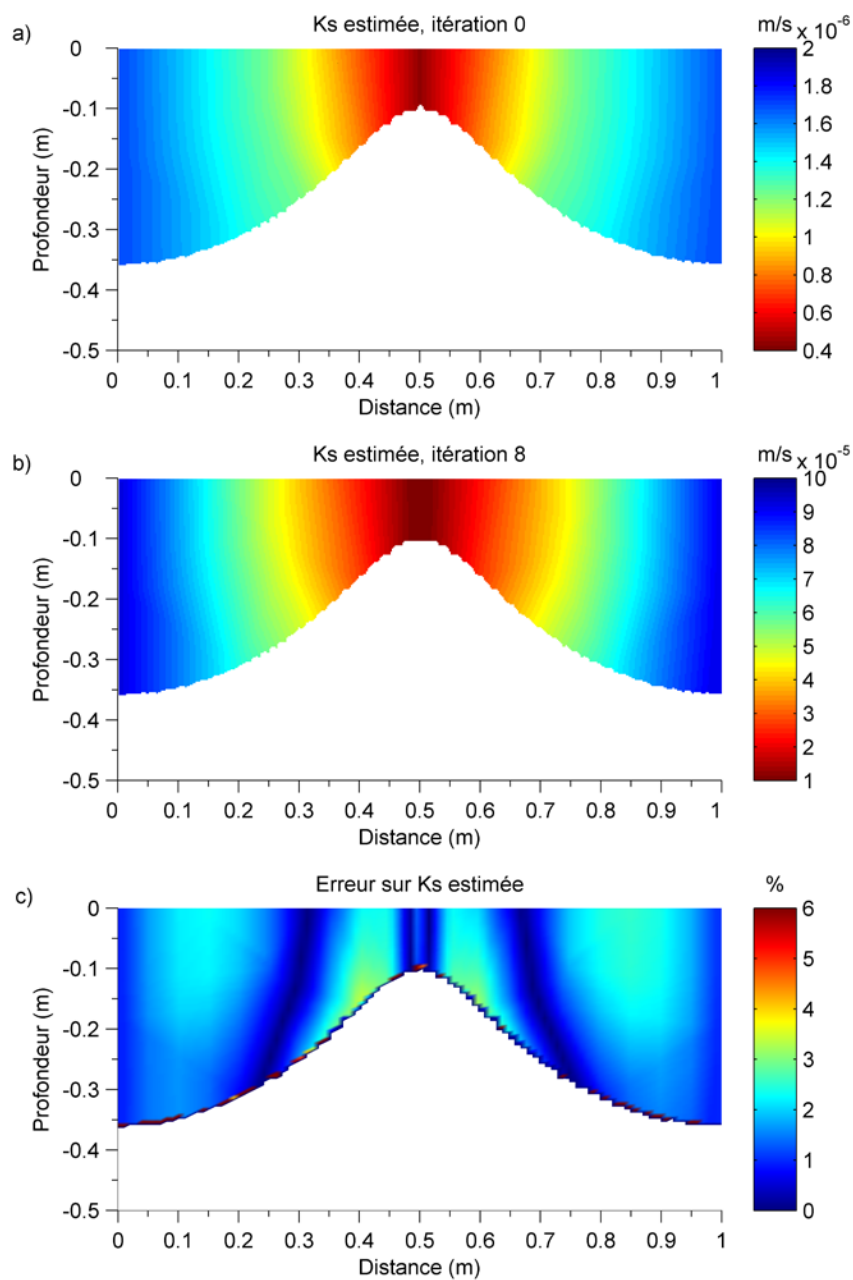 a)
Ks estimée, itération 0
m/s x 10^-6
0
-0.1
-0.2
-0.3
-0.4
-0.5
Profondeur (m)
0 0.1 0.2 0.3 0.4 0.5 0.6 0.7 0.8 0.9 1
Distance (m)
2
1.8
1.6
1.4
1.2
1
0.8
0.6
0.4
b)
Ks estimée, itération 8
m/s x 10^-5
0
-0.1
-0.2
-0.3
-0.4
-0.5
Profondeur (m)
0 0.1 0.2 0.3 0.4 0.5 0.6 0.7 0.8 0.9 1
Distance (m)
10
9
8
7
6
5
4
3
2
1
c)
Erreur sur Ks estimée
%
0
-0.1
-0.2
-0.3
-0.4
-0.5
Profondeur (m)
0 0.1 0.2 0.3 0.4 0.5 0.6 0.7 0.8 0.9 1
Distance (m)
6
5
4
3
2
1
0